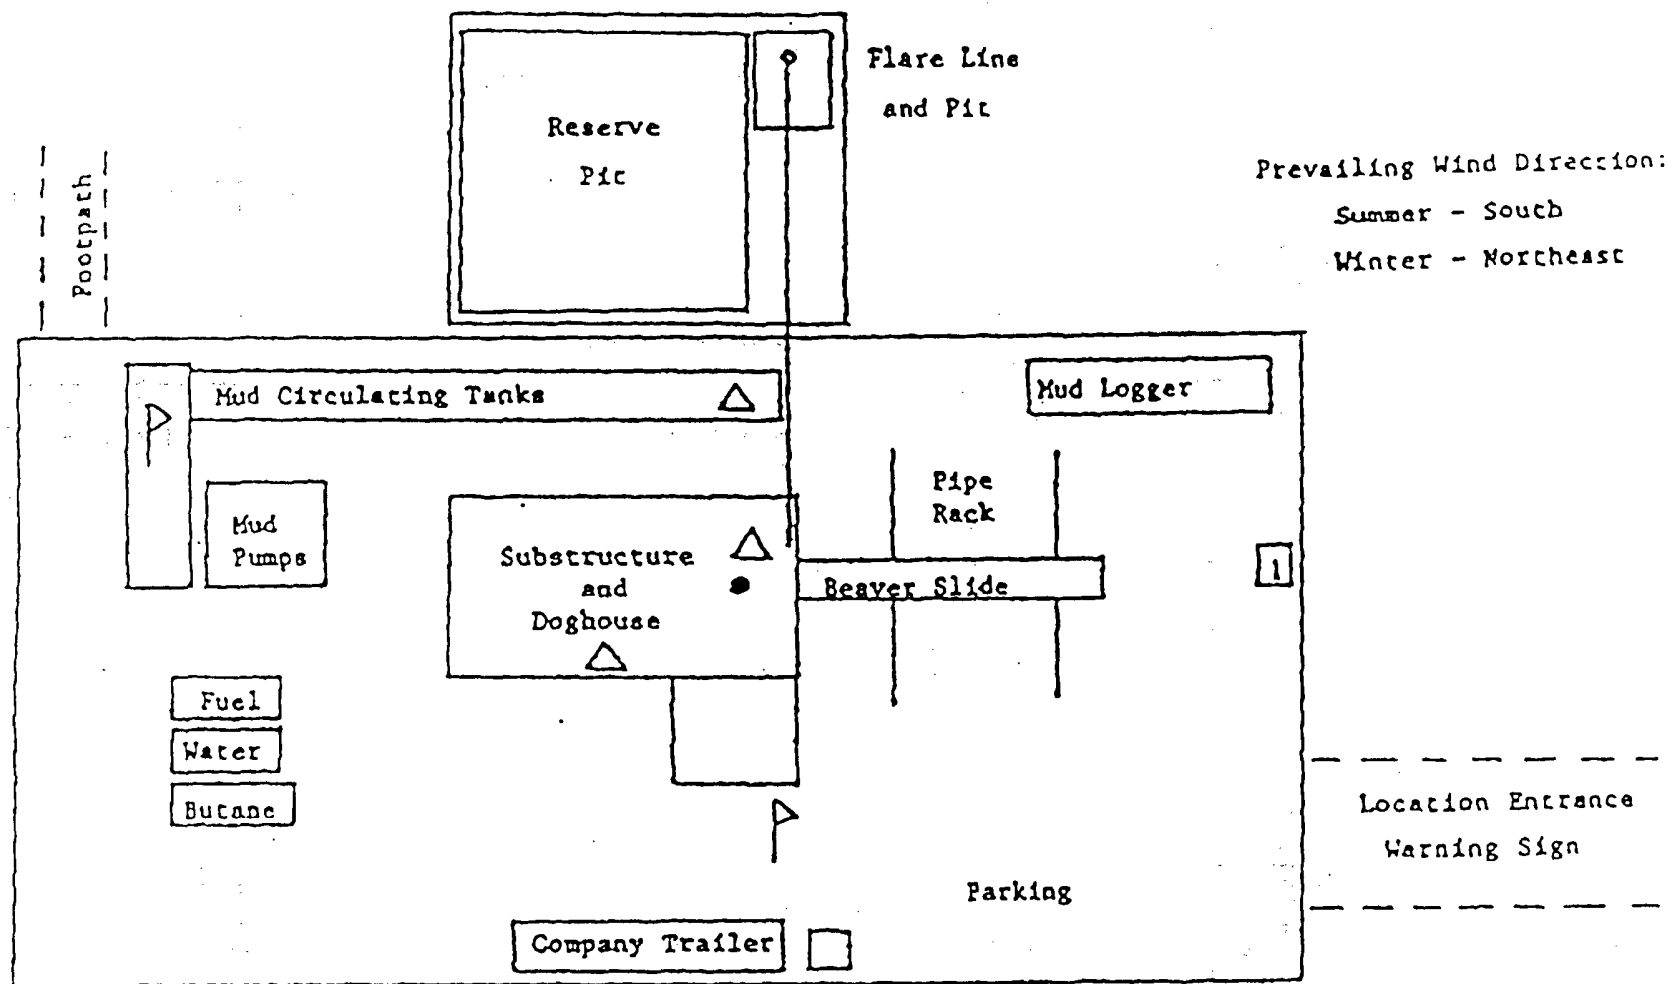 Flare Line
and Pit
Reserve
Pit
Footpath
Prevailing Wind Direction:
Summer - South
Winter - Northeast
Mud Circulating Tanks
Mud Logger
Pipe
Rack
Mud
Pumps
Substructure
and
Doghouse
Beaver Slide
1
Fuel
Water
Butane
Location Entrance
Warning Sign
Parking
Company Trailer